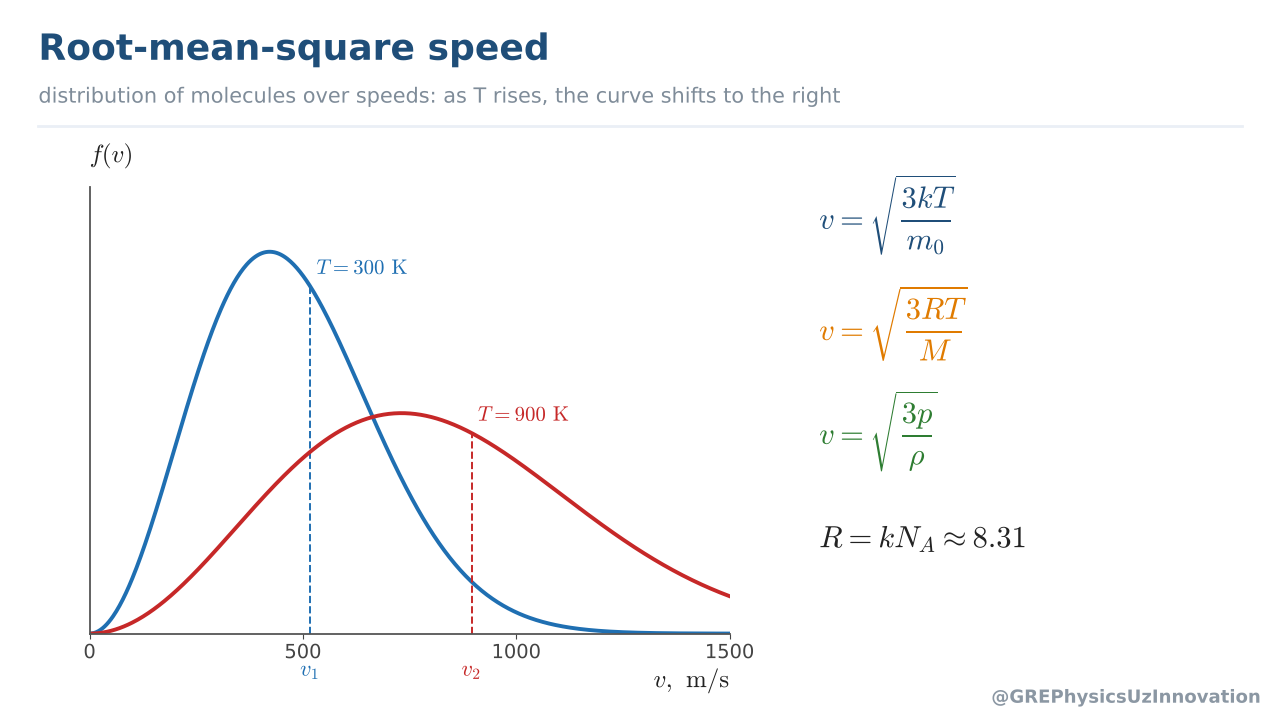 Root-mean-square speed
distribution of molecules over speeds: as T rises, the curve shifts to the right
f(v)
T = 300 K
T = 900 K
0
500
1000
1500
v₁
v₂
v, m/s
v = √(3kT/m₀)
v = √(3RT/M)
v = √(3p/ρ)
R = kN_A ≈ 8.31
@GREPhysicsUzInnovation